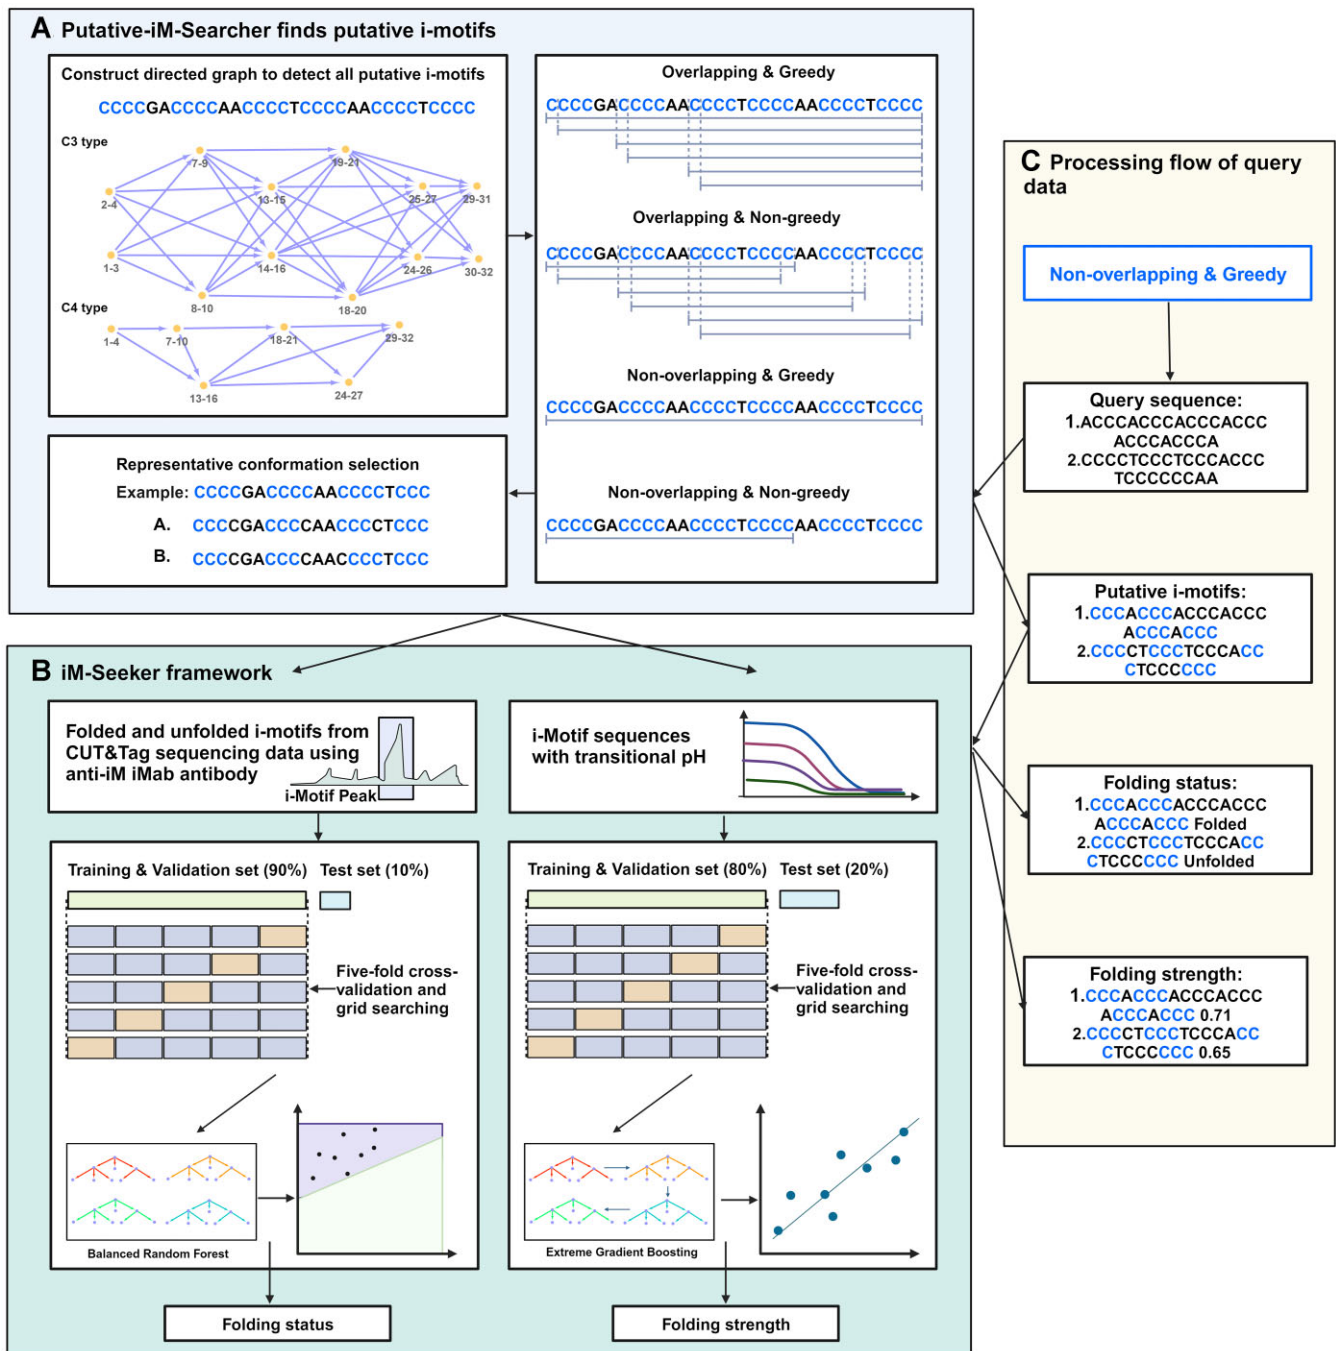 A Putative-iM-Searcher finds putative i-motifs
Construct directed graph to detect all putative i-motifs
CCCCGACCCCAACCCCTCCCCAACCCCTCCCC
C3 type
7-9
19-21
2-4
13-15
25-27
29-31
1-3
14-16
24-26
30-32
8-10
18-20
C4 type
1-4
7-10
18-21
29-32
13-16
24-27
Representative conformation selection
Example: CCCCGACCCCAACCCCTCCC
A. CCCCGACCCCAACCCCTCCC
B. CCCCGACCCCAACCCCTCCC
Overlapping & Greedy
CCCCGACCCCAACCCCTCCCCAACCCCTCCCC
Overlapping & Non-greedy
CCCCGACCCCAACCCCTCCCCAACCCCTCCCC
Non-overlapping & Greedy
CCCCGACCCCAACCCCTCCCCAACCCCTCCCC
Non-overlapping & Non-greedy
CCCCGACCCCAACCCCTCCCCAACCCCTCCCC
B iM-Seeker framework
Folded and unfolded i-motifs from
CUT&Tag sequencing data using
anti-iM iMab antibody
i-Motif Peak
Training & Validation set (90%) Test set (10%)
Five-fold cross-
validation and
grid searching
Balanced Random Forest
Folding status
i-Motif sequences
with transitional pH
Training & Validation set (80%) Test set (20%)
Five-fold cross-
validation and
grid searching
Extreme Gradient Boosting
Folding strength
C Processing flow of query
data
Non-overlapping & Greedy
Query sequence:
1.ACCCACCCACCCACCC
ACCCACCCA
2.CCCCTCCCTCCCACCC
TCCCCCCAA
Putative i-motifs:
1.CCCACCCACCCACCC
ACCCACCC
2.CCCCTCCCTCCCACC
CTCCCCCC
Folding status:
1.CCCACCCACCCACCC
ACCCACCC Folded
2.CCCCTCCCTCCCACC
CTCCCCCC Unfolded
Folding strength:
1.CCCACCCACCCACCC
ACCCACCC 0.71
2.CCCCTCCCTCCCACC
CTCCCCCC 0.65